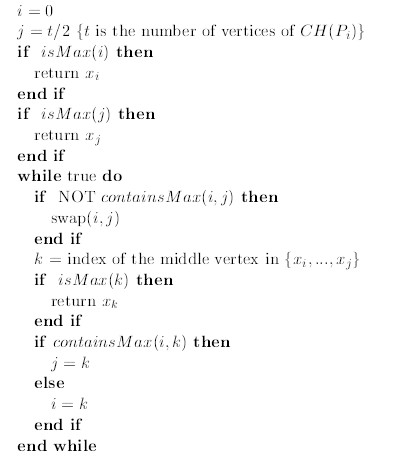 i = 0
j = t/2 {t is the number of vertices of CH(P_i)}
if isMax(i) then
return x_i
end if
if isMax(j) then
return x_j
end if
while true do
if NOT containsMax(i, j) then
swap(i, j)
end if
k = index of the middle vertex in {x_i, ..., x_j}
if isMax(k) then
return x_k
end if
if containsMax(i, k) then
j = k
else
i = k
end if
end while